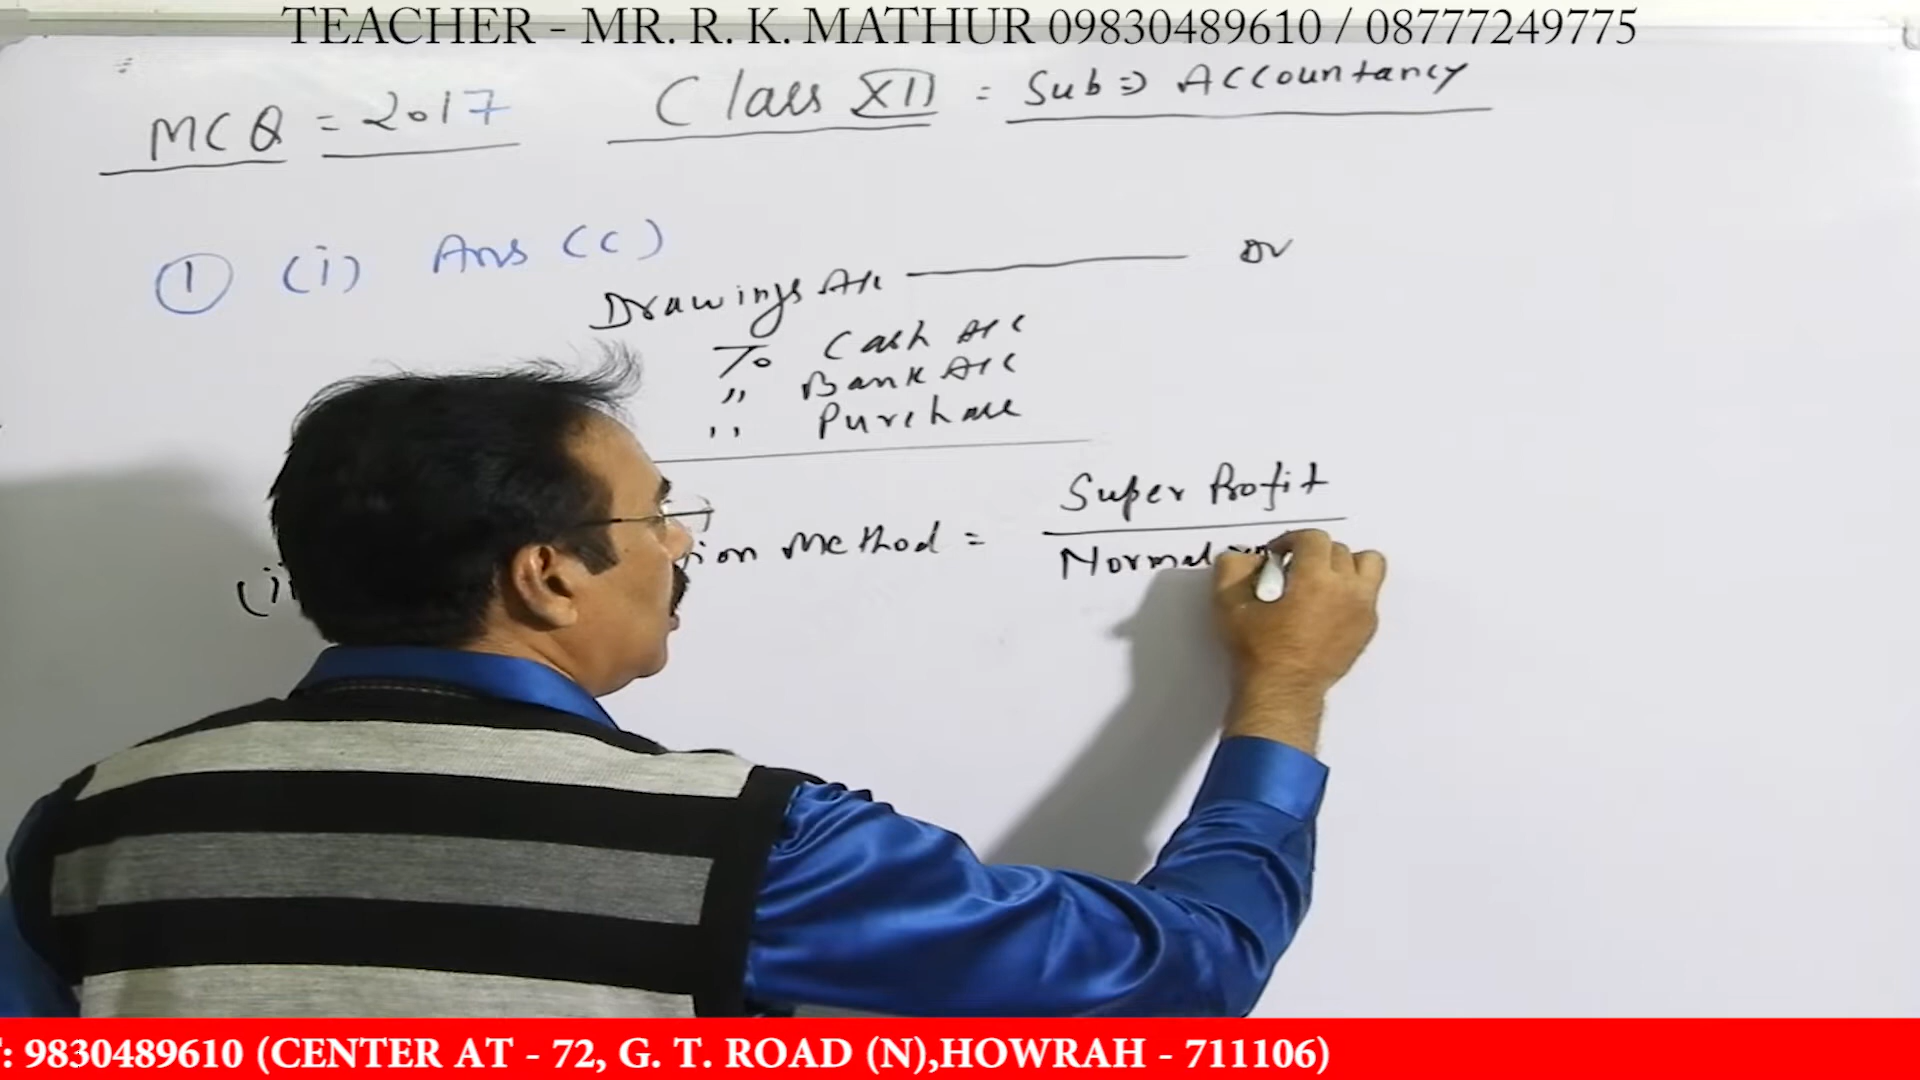 TEACHER - MR. R. K. MATHUR 09830489610 / 08777249775
MCQ = 2017 Class XII = Sub => Accountancy
1 (i) Ans (c)
Drawings A/c Dr
To Cash A/c
" Bank A/c
" Purchase
Super Profit
Method =
Normal
: 9830489610 (CENTER AT - 72, G. T. ROAD (N),HOWRAH - 711106)